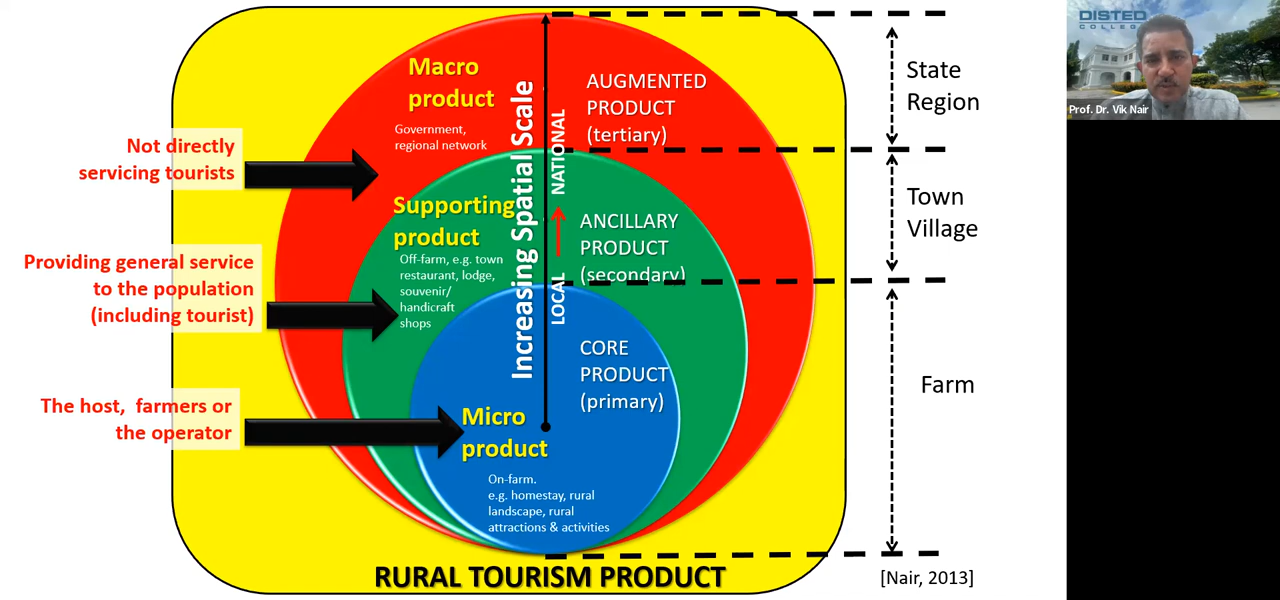 Macro
product
Government,
regional network
AUGMENTED
PRODUCT
(tertiary)
State
Region
Not directly
servicing tourists
Increasing Spatial Scale
NATIONAL
LOCAL
Supporting
product
Off-farm, e.g. town
restaurant, lodge,
souvenir/
handicraft
shops
ANCILLARY
PRODUCT
(secondary)
Town
Village
Providing general service
to the population
(including tourist)
CORE
PRODUCT
(primary)
Farm
The host, farmers or
the operator
Micro
product
On-farm.
e.g. homestay, rural
landscape, rural
attractions & activities
RURAL TOURISM PRODUCT
[Nair, 2013]
DISTED
COLLEGE
Prof. Dr. Vik Nair